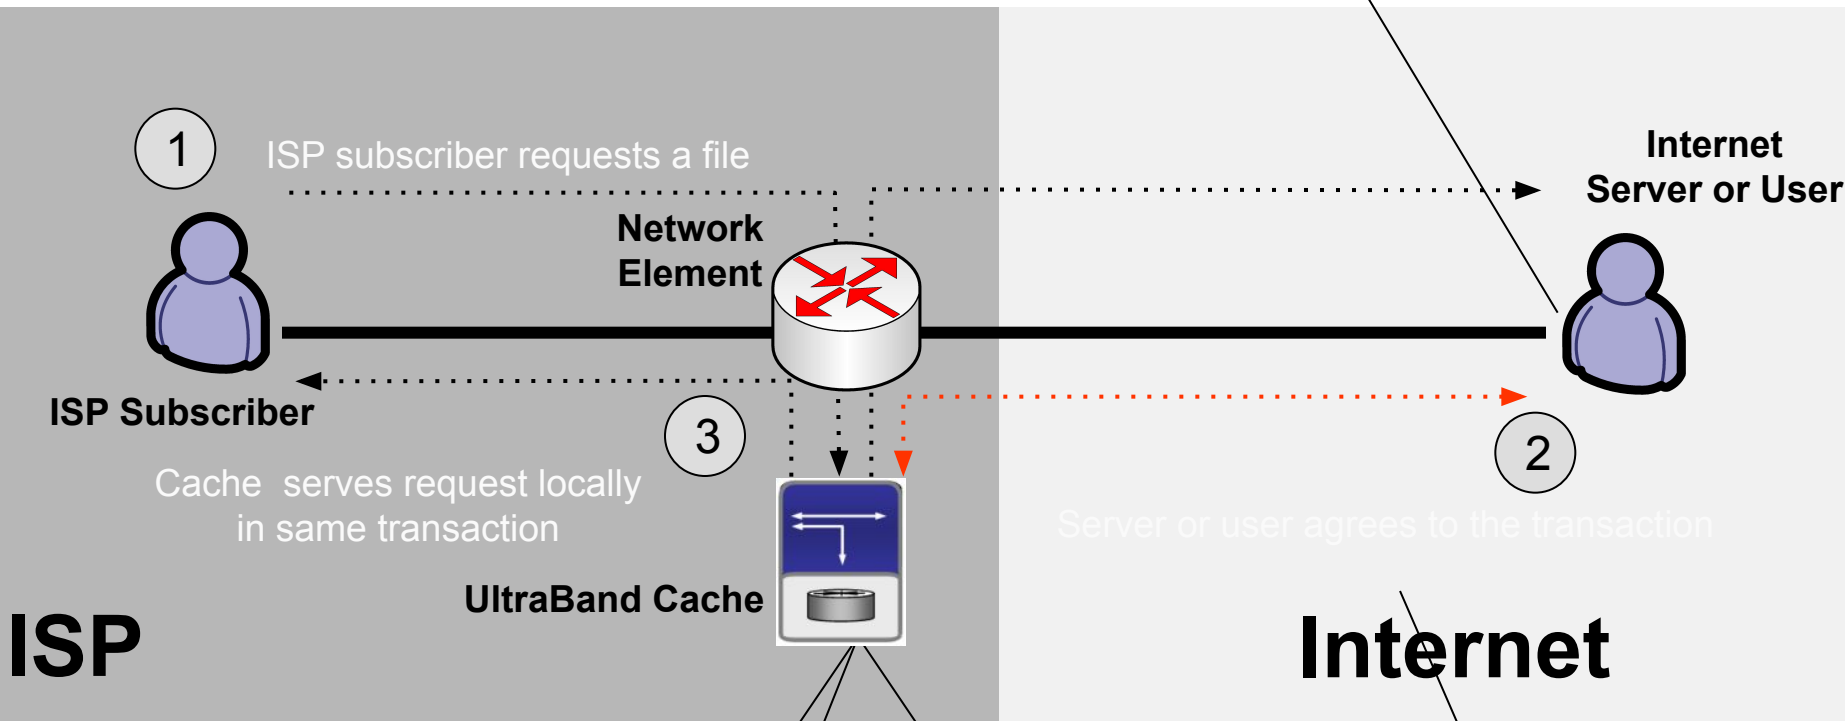 1
ISP subscriber requests a file
Internet
Server or User
Network
Element
ISP Subscriber
3
2
Cache serves request locally
in same transaction
Server or user agrees to the transaction
UltraBand Cache
ISP
Internet